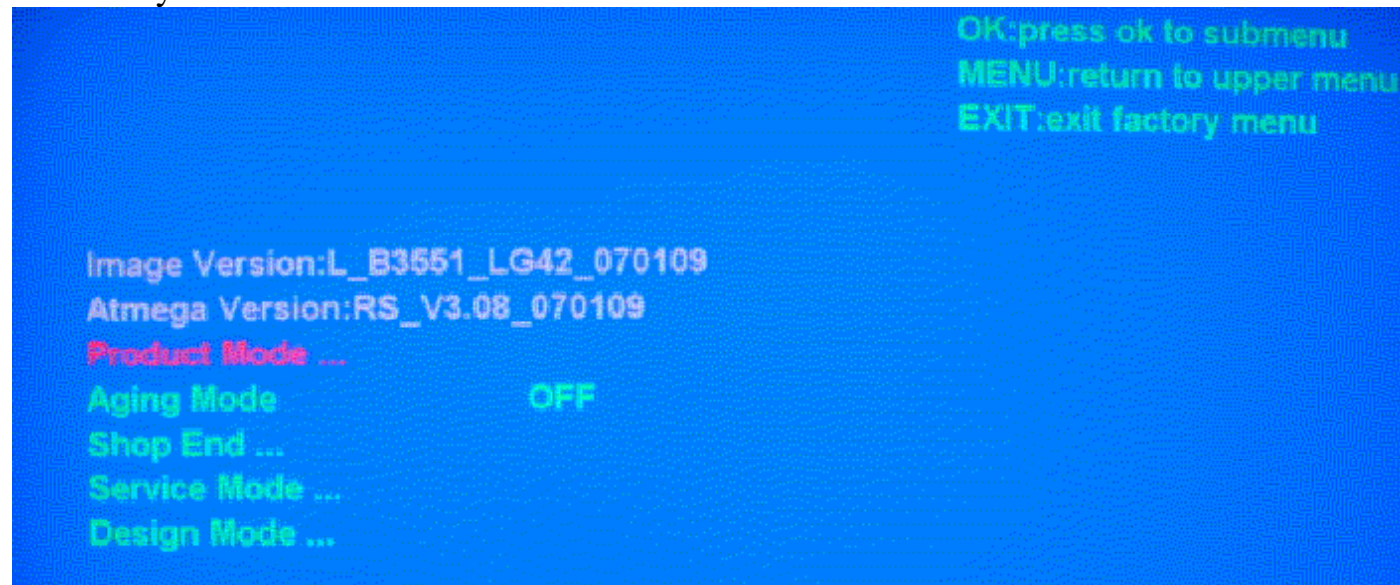 OK:press ok to submenu
MENU:return to upper menu
EXIT:exit factory menu
Image Version:L_B3551_LG42_070109
Atmega Version:RS_V3.08_070109
Product Mode ...
Aging Mode OFF
Shop End ...
Service Mode ...
Design Mode ...